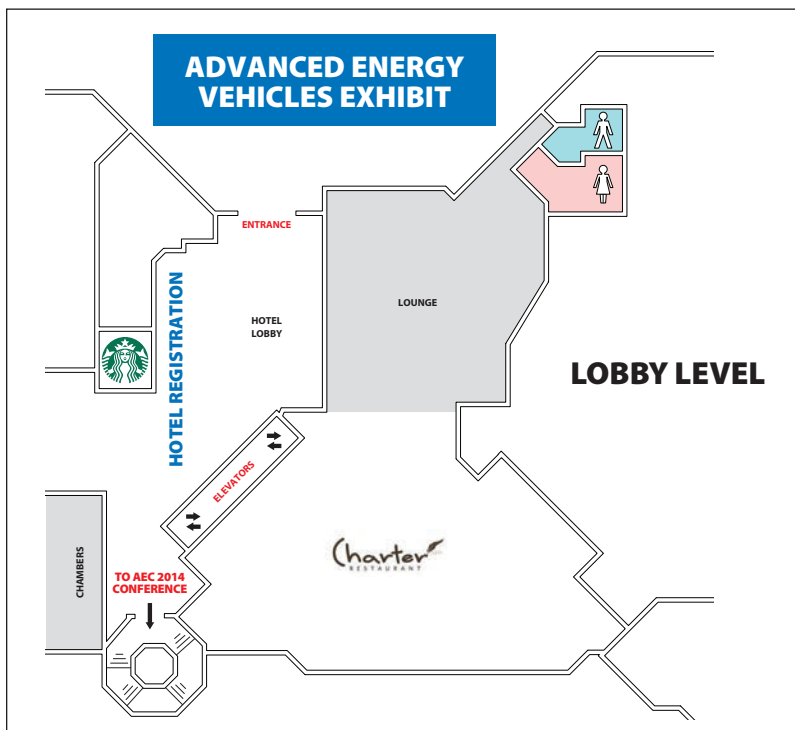 ADVANCED ENERGY
VEHICLES EXHIBIT
ENTRANCE
LOUNGE
HOTEL
LOBBY
HOTEL REGISTRATION
LOBBY LEVEL
ELEVATORS
Charter
RESTAURANT
CHAMBERS
TO AEC 2014
CONFERENCE